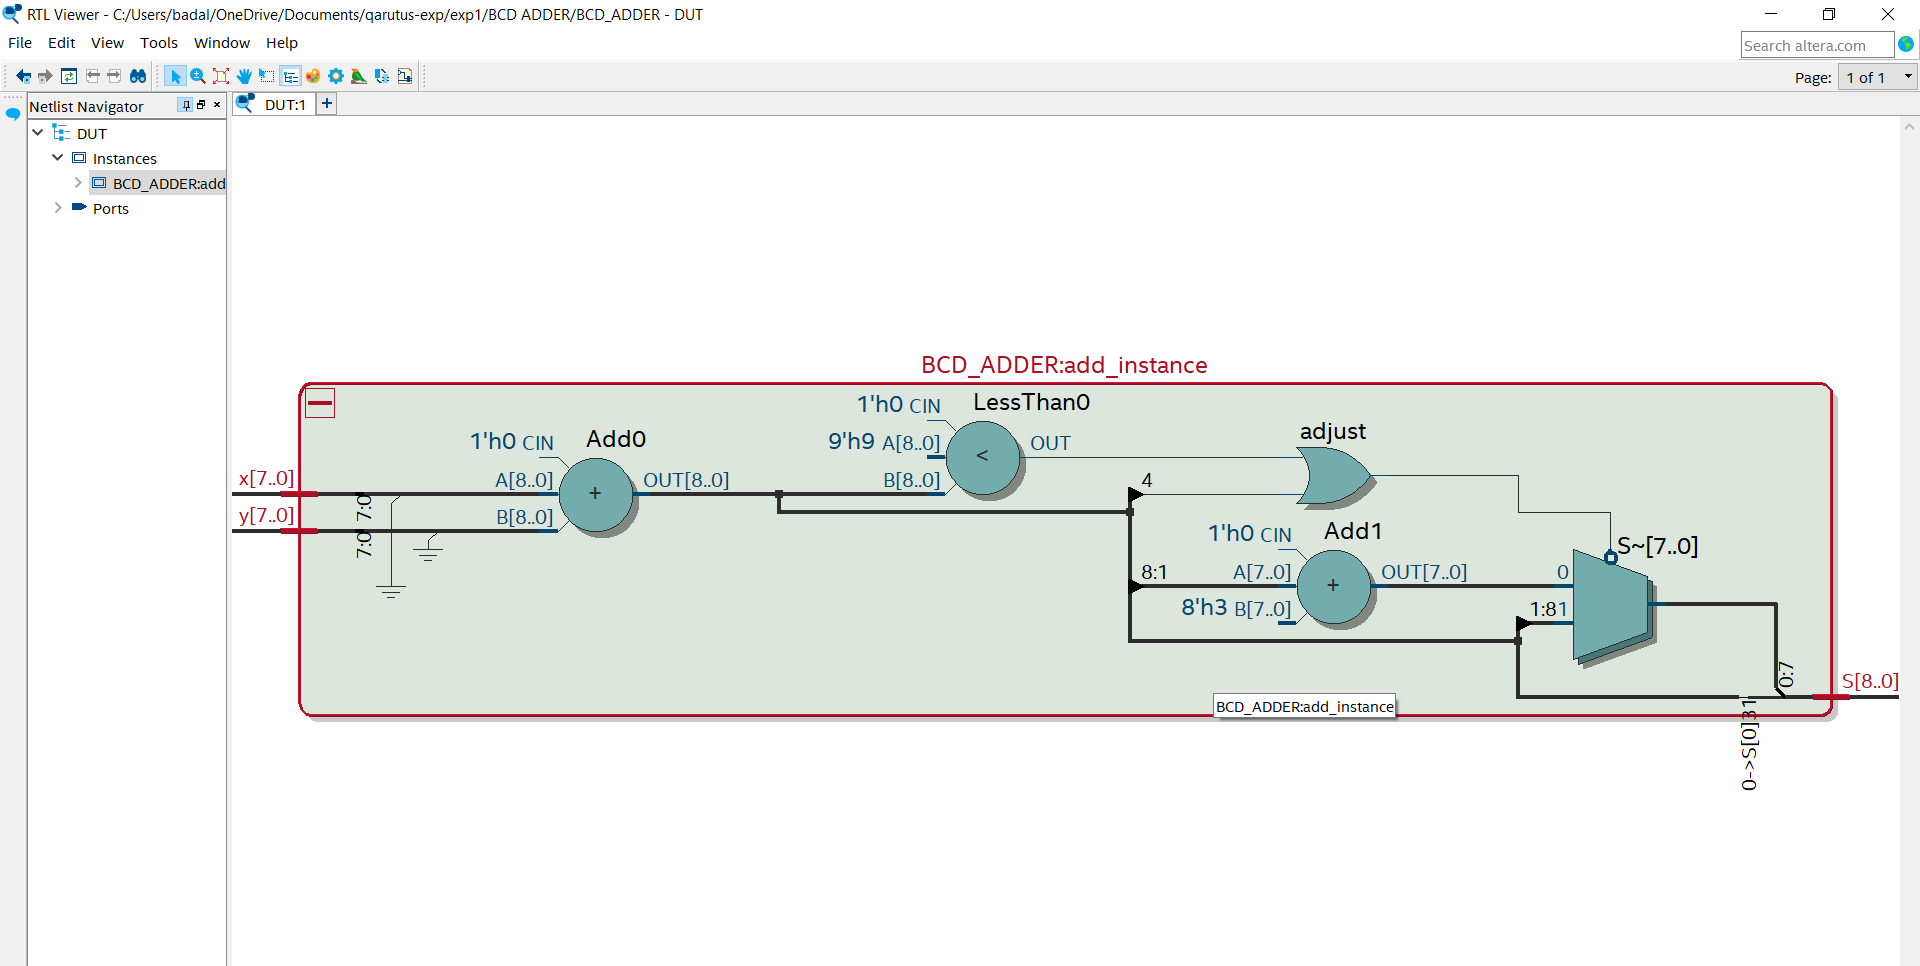 RTL Viewer - C:/Users/badal/OneDrive/Documents/qarutus-exp/exp1/BCD ADDER/BCD_ADDER - DUT
File Edit View Tools Window Help
Search altera.com
Page: 1 of 1
Netlist Navigator
DUT:1
DUT
Instances
BCD_ADDER:add
Ports
BCD_ADDER:add_instance
1'h0 CIN
LessThan0
1'h0 CIN
Add0
9'h9 A[8..0]
OUT
adjust
x[7..0]
A[8..0]
OUT[8..0]
B[8..0]
<
4
+
7:0
y[7..0]
B[8..0]
7:0
1'h0 CIN
Add1
S~[7..0]
8:1
A[7..0]
OUT[7..0]
0
+
8'h3 B[7..0]
1:81
0:7
S[8..0]
BCD_ADDER:add_instance
0->S[0]31